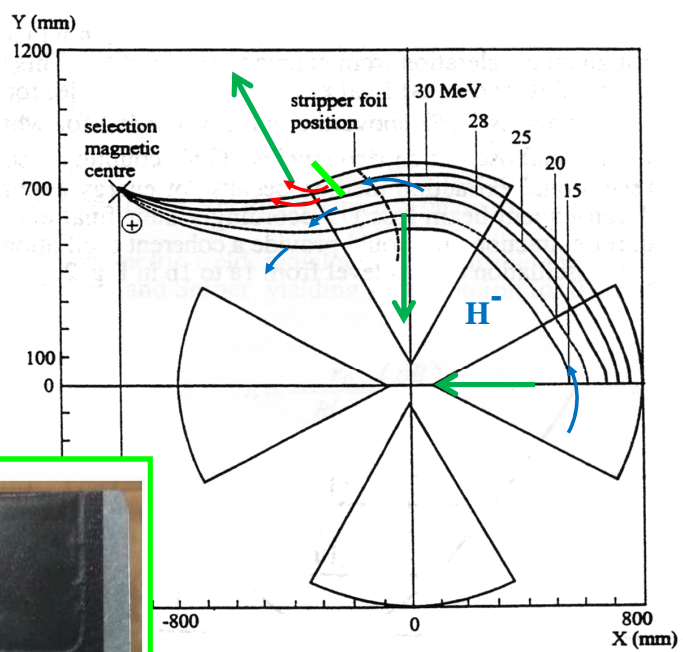 Y (mm)
1200
30 MeV
stripper foil
position
28
selection
magnetic
centre
25
20
15
700
+
H-
100
0
-800
0
800
X (mm)